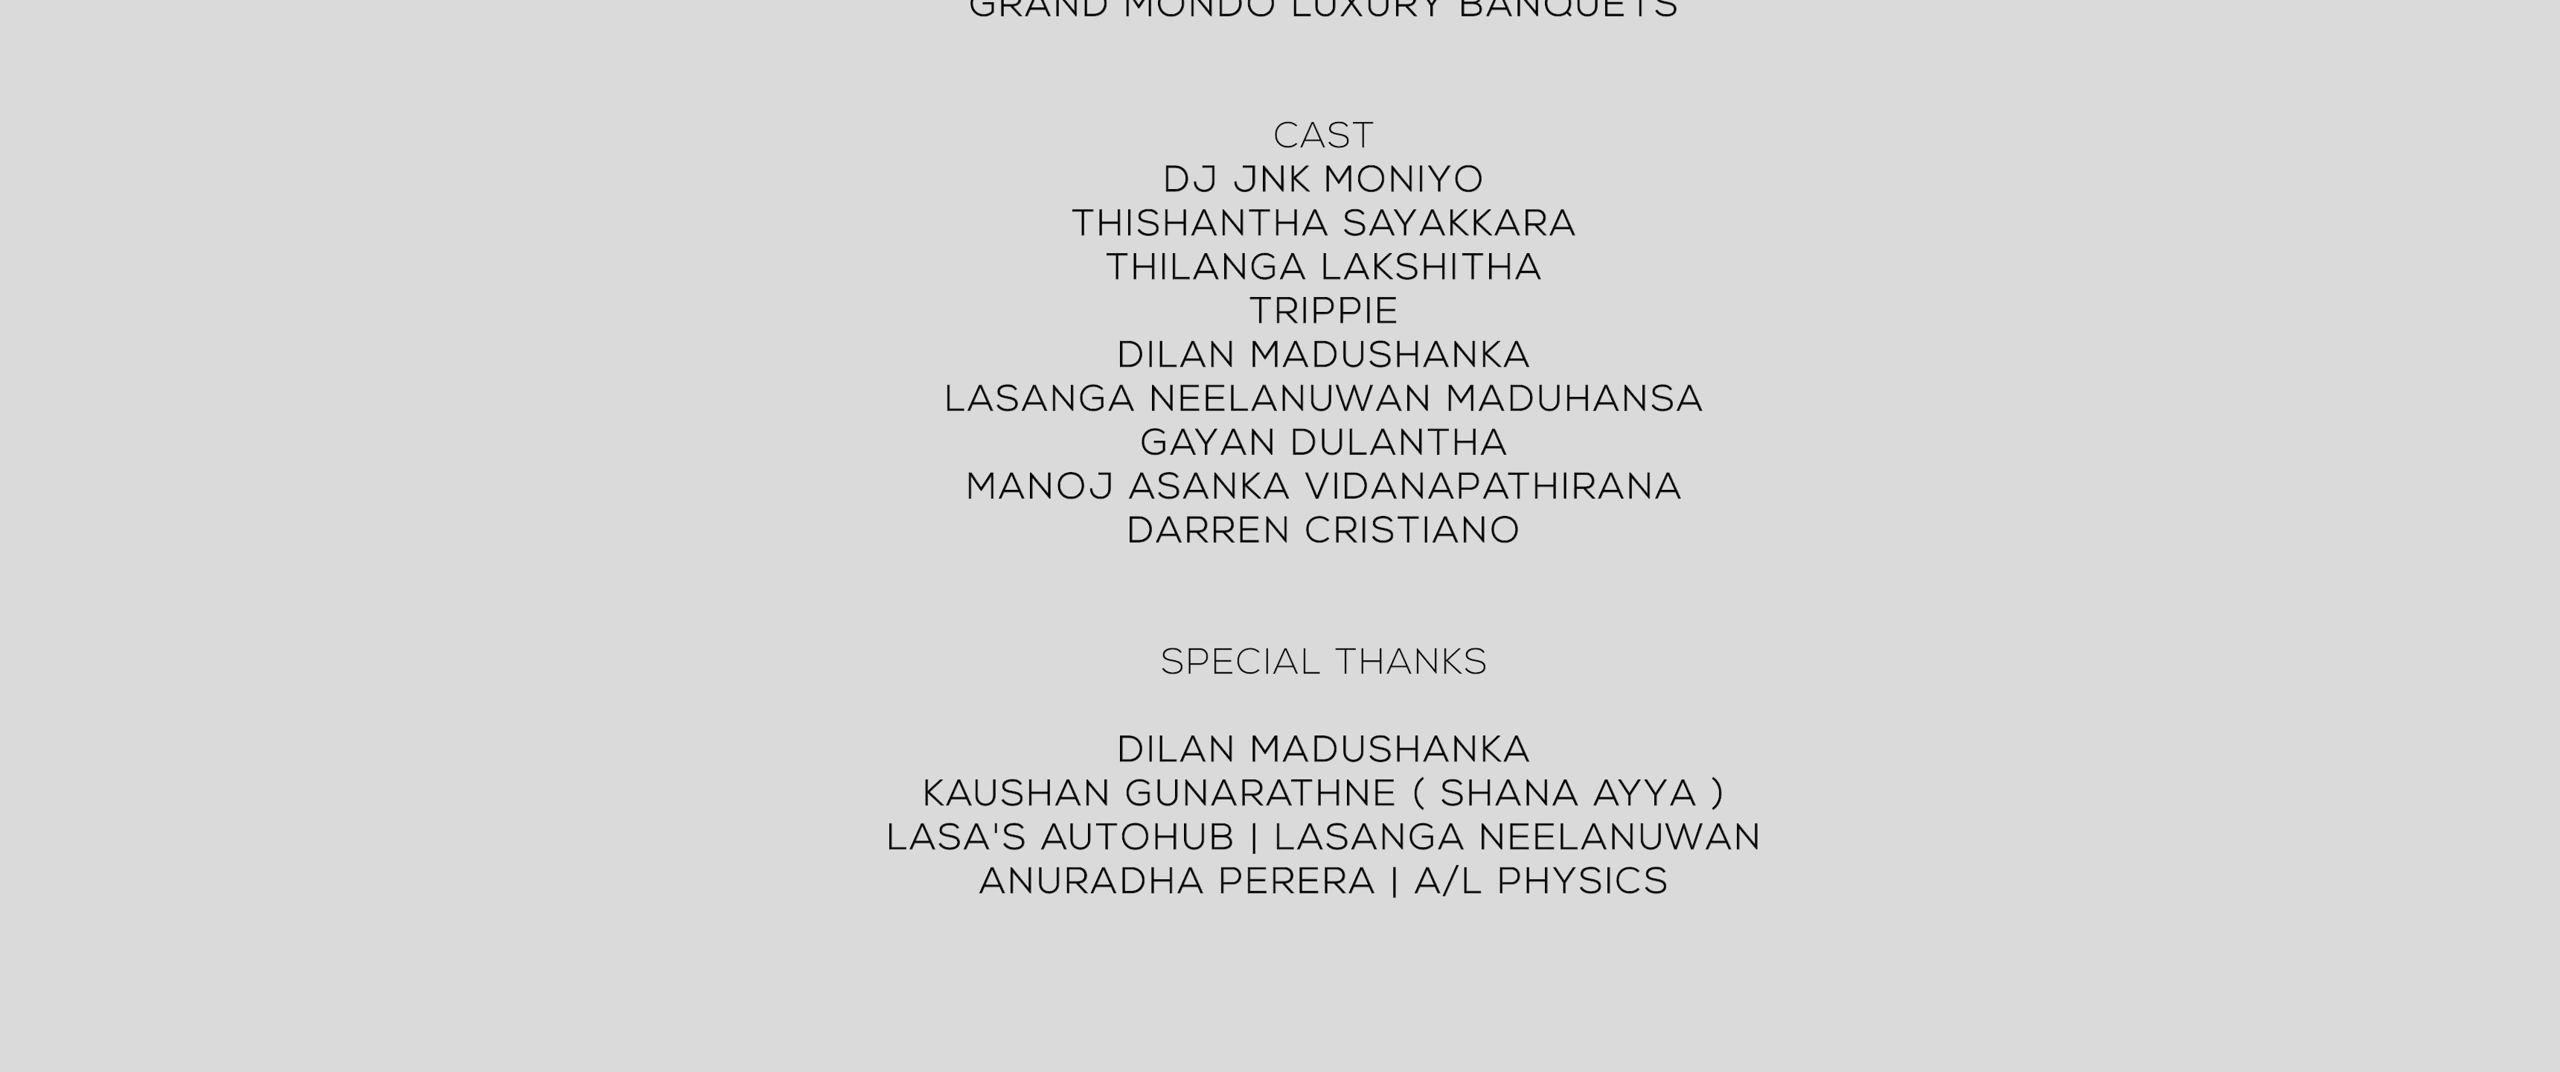 GRAND MONDO LUXURY BANQUETS
CAST
DJ JNK MONIYO
THISHANTHA SAYAKKARA
THILANGA LAKSHITHA
TRIPPIE
DILAN MADUSHANKA
LASANGA NEELANUWAN MADUHANSA
GAYAN DULANTHA
MANOJ ASANKA VIDANAPATHIRANA
DARREN CRISTIANO
SPECIAL THANKS
DILAN MADUSHANKA
KAUSHAN GUNARATHNE ( SHANA AYYA )
LASA'S AUTOHUB | LASANGA NEELANUWAN
ANURADHA PERERA | A/L PHYSICS